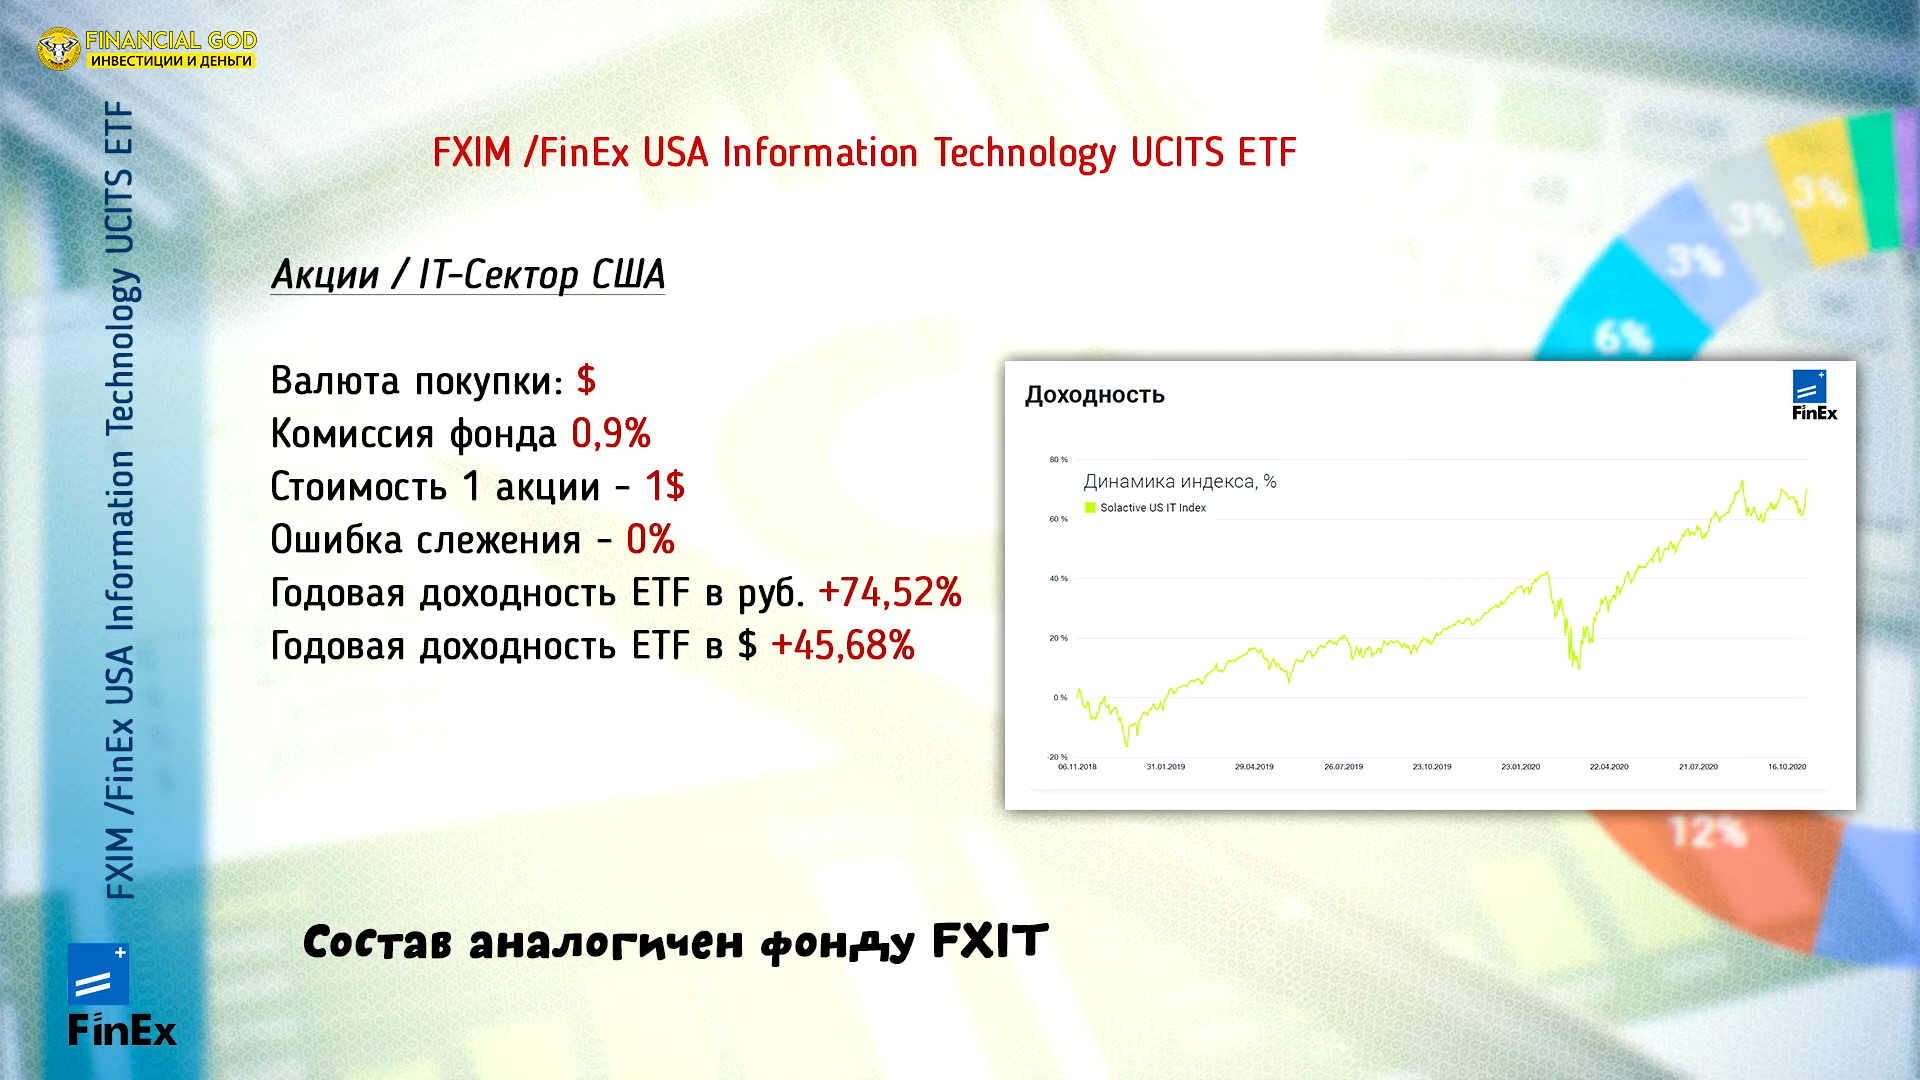 FINANCIAL GOD
ИНВЕСТИЦИИ И ДЕНЬГИ
FXIM /FinEx USA Information Technology UCITS ETF
FXIM /FinEx USA Information Technology UCITS ETF
Акции / IT-Сектор США
Валюта покупки: $
Комиссия фонда 0,9%
Стоимость 1 акции - 1$
Ошибка слежения - 0%
Годовая доходность ETF в руб. +74,52%
Годовая доходность ETF в $ +45,68%
Доходность
FinEx
Динамика индекса, %
Solactive US IT Index
80 %
60 %
40 %
20 %
0 %
-20 %
06.11.2018 31.01.2019 29.04.2019 26.07.2019 23.10.2019 23.01.2020 22.04.2020 21.07.2020 16.10.2020
3%
3%
3%
6%
12%
Состав аналогичен фонду FXIT
FinEx